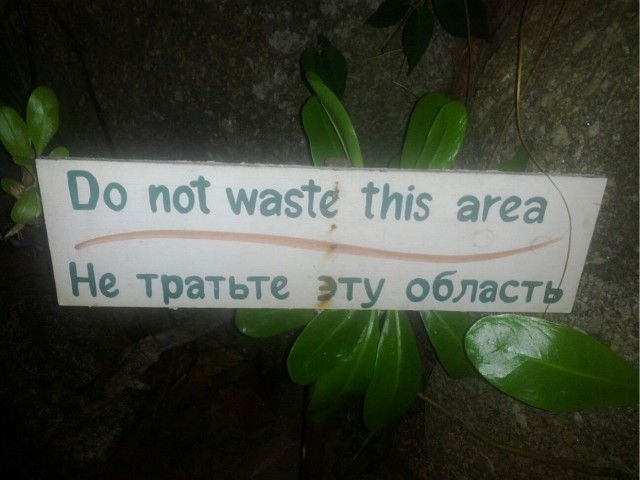 Do not waste this area
Не тратьте эту область